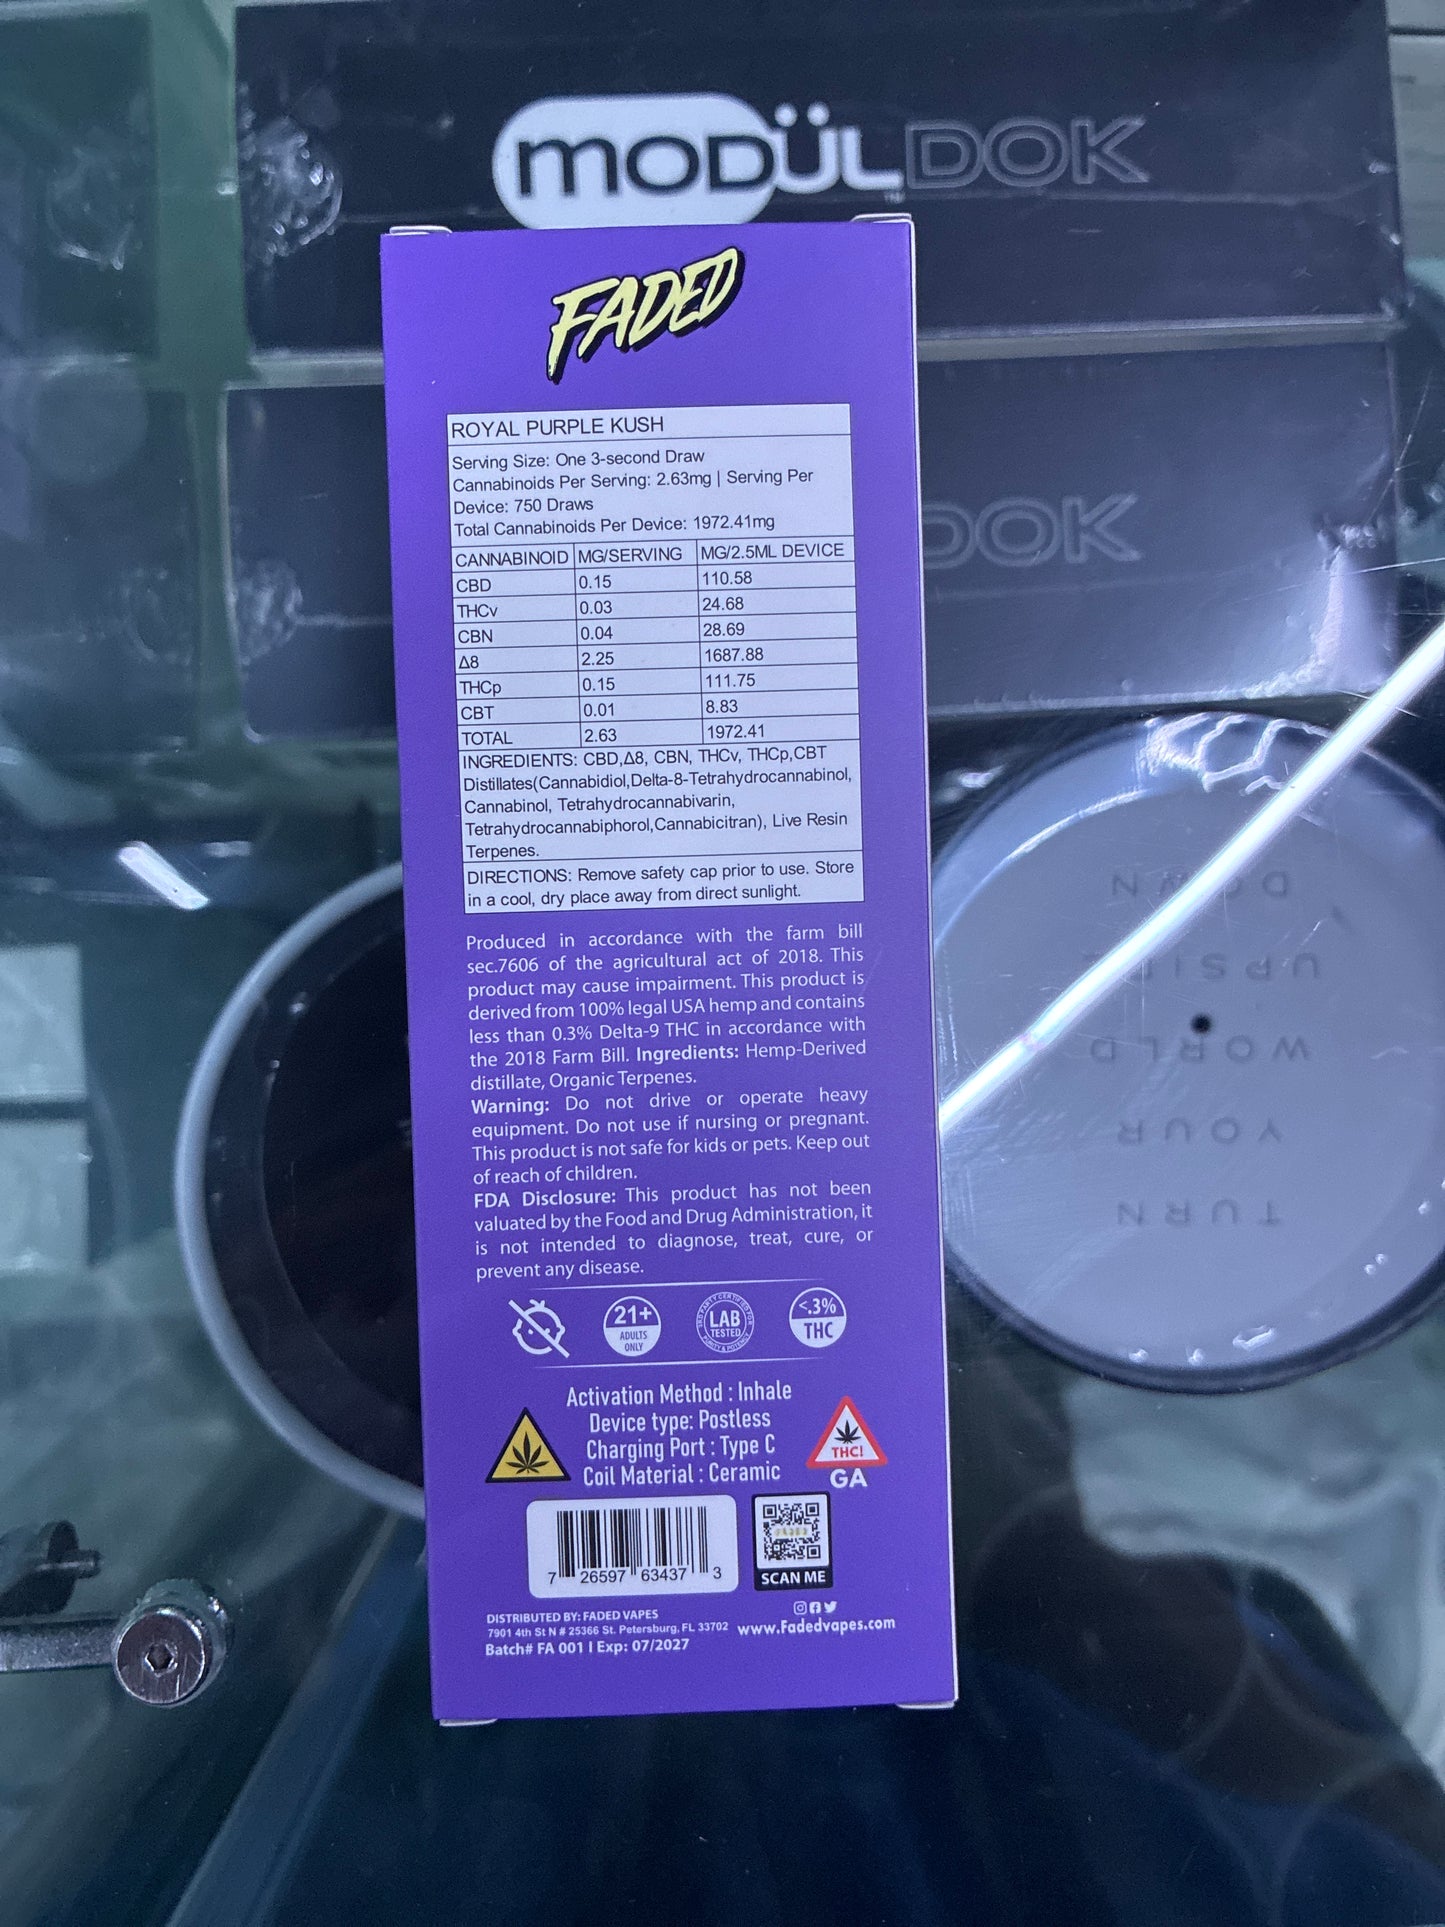 MODÜLDOK
FADED
ROYAL PURPLE KUSH
Serving Size: One 3-second Draw
Cannabinoids Per Serving: 2.63mg | Serving Per
Device: 750 Draws
Total Cannabinoids Per Device: 1972.41mg
CANNABINOID MG/SERVING MG/2.5ML DEVICE
CBD 0.15 110.58
THCv 0.03 24.68
CBN 0.04 28.69
Δ8 2.25 1687.88
THCp 0.15 111.75
CBT 0.01 8.83
TOTAL 2.63 1972.41
INGREDIENTS: CBD,Δ8, CBN, THCv, THCp,CBT
Distillates(Cannabidiol,Delta-8-Tetrahydrocannabinol,
Cannabinol, Tetrahydrocannabivarin,
Tetrahydrocannabiphorol,Cannabicitran), Live Resin
Terpenes.
DIRECTIONS: Remove safety cap prior to use. Store
in a cool, dry place away from direct sunlight.
Produced in accordance with the farm bill
sec.7606 of the agricultural act of 2018. This
product may cause impairment. This product is
derived from 100% legal USA hemp and contains
less than 0.3% Delta-9 THC in accordance with
the 2018 Farm Bill. Ingredients: Hemp-Derived
distillate, Organic Terpenes.
Warning: Do not drive or operate heavy
equipment. Do not use if nursing or pregnant.
This product is not safe for kids or pets. Keep out
of reach of children.
FDA Disclosure: This product has not been
valuated by the Food and Drug Administration, it
is not intended to diagnose, treat, cure, or
prevent any disease.
21+
ADULTS
ONLY
LAB
TESTED
<.3%
THC
Activation Method : Inhale
Device type: Postless
Charging Port : Type C
Coil Material : Ceramic
THC!
GA
7 26597 63437 3
SCAN ME
DISTRIBUTED BY: FADED VAPES
7901 4th St N # 25366 St. Petersburg, FL 33702
www.Fadedvapes.com
Batch# FA 001 | Exp: 07/2027
DOK
TURN
YOUR
WORLD
UPSIDE
DOWN